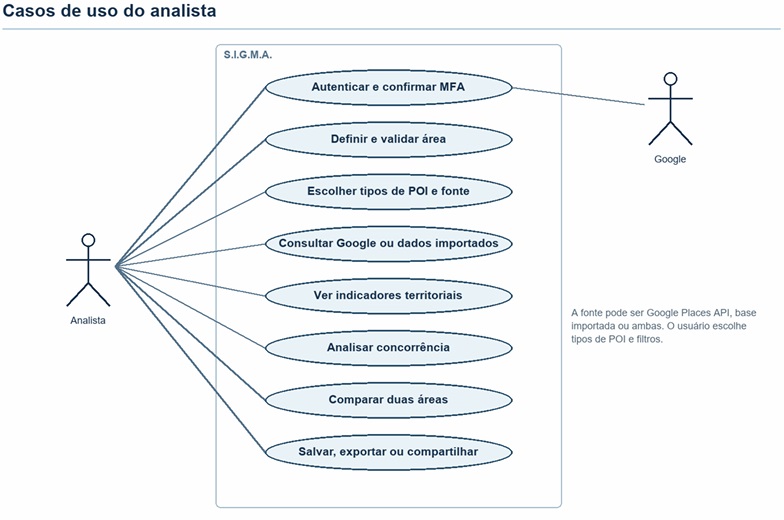 Casos de uso do analista
S.I.G.M.A.
Autenticar e confirmar MFA
Definir e validar área
Escolher tipos de POI e fonte
Consultar Google ou dados importados
Ver indicadores territoriais
Analisar concorrência
Comparar duas áreas
Salvar, exportar ou compartilhar
Analista
Google
A fonte pode ser Google Places API, base
importada ou ambas. O usuário escolhe
tipos de POI e filtros.